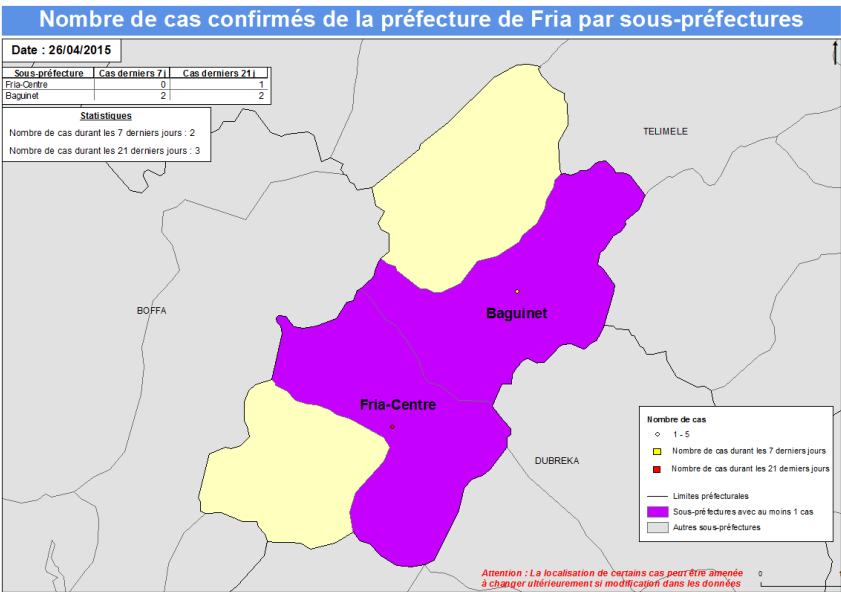 Nombre de cas confirmés de la préfecture de Fria par sous-préfectures
Date : 26/04/2015
Sous-préfecture Cas derniers 7 j Cas derniers 21 j
Fria-Centre 0 1
Baguinet 2 2
Statistiques
Nombre de cas durant les 7 derniers jours : 2
Nombre de cas durant les 21 derniers jours : 3
TELIMELE
BOFFA
Baguinet
Fria-Centre
DUBREKA
Nombre de cas
1 - 5
Nombre de cas durant les 7 derniers jours
Nombre de cas durant les 21 derniers jours
Limites préfecturales
Sous-préfectures avec au moins 1 cas
Autres sous-préfectures
Attention : La localisation de certains cas peut être amenée
à changer ultérieurement si modification dans les données
0